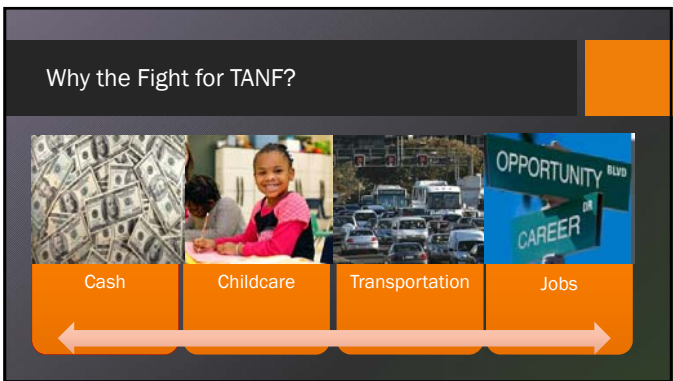 Why the Fight for TANF?
OPPORTUNITY BLVD
CAREER DR
Cash
Childcare
Transportation
Jobs